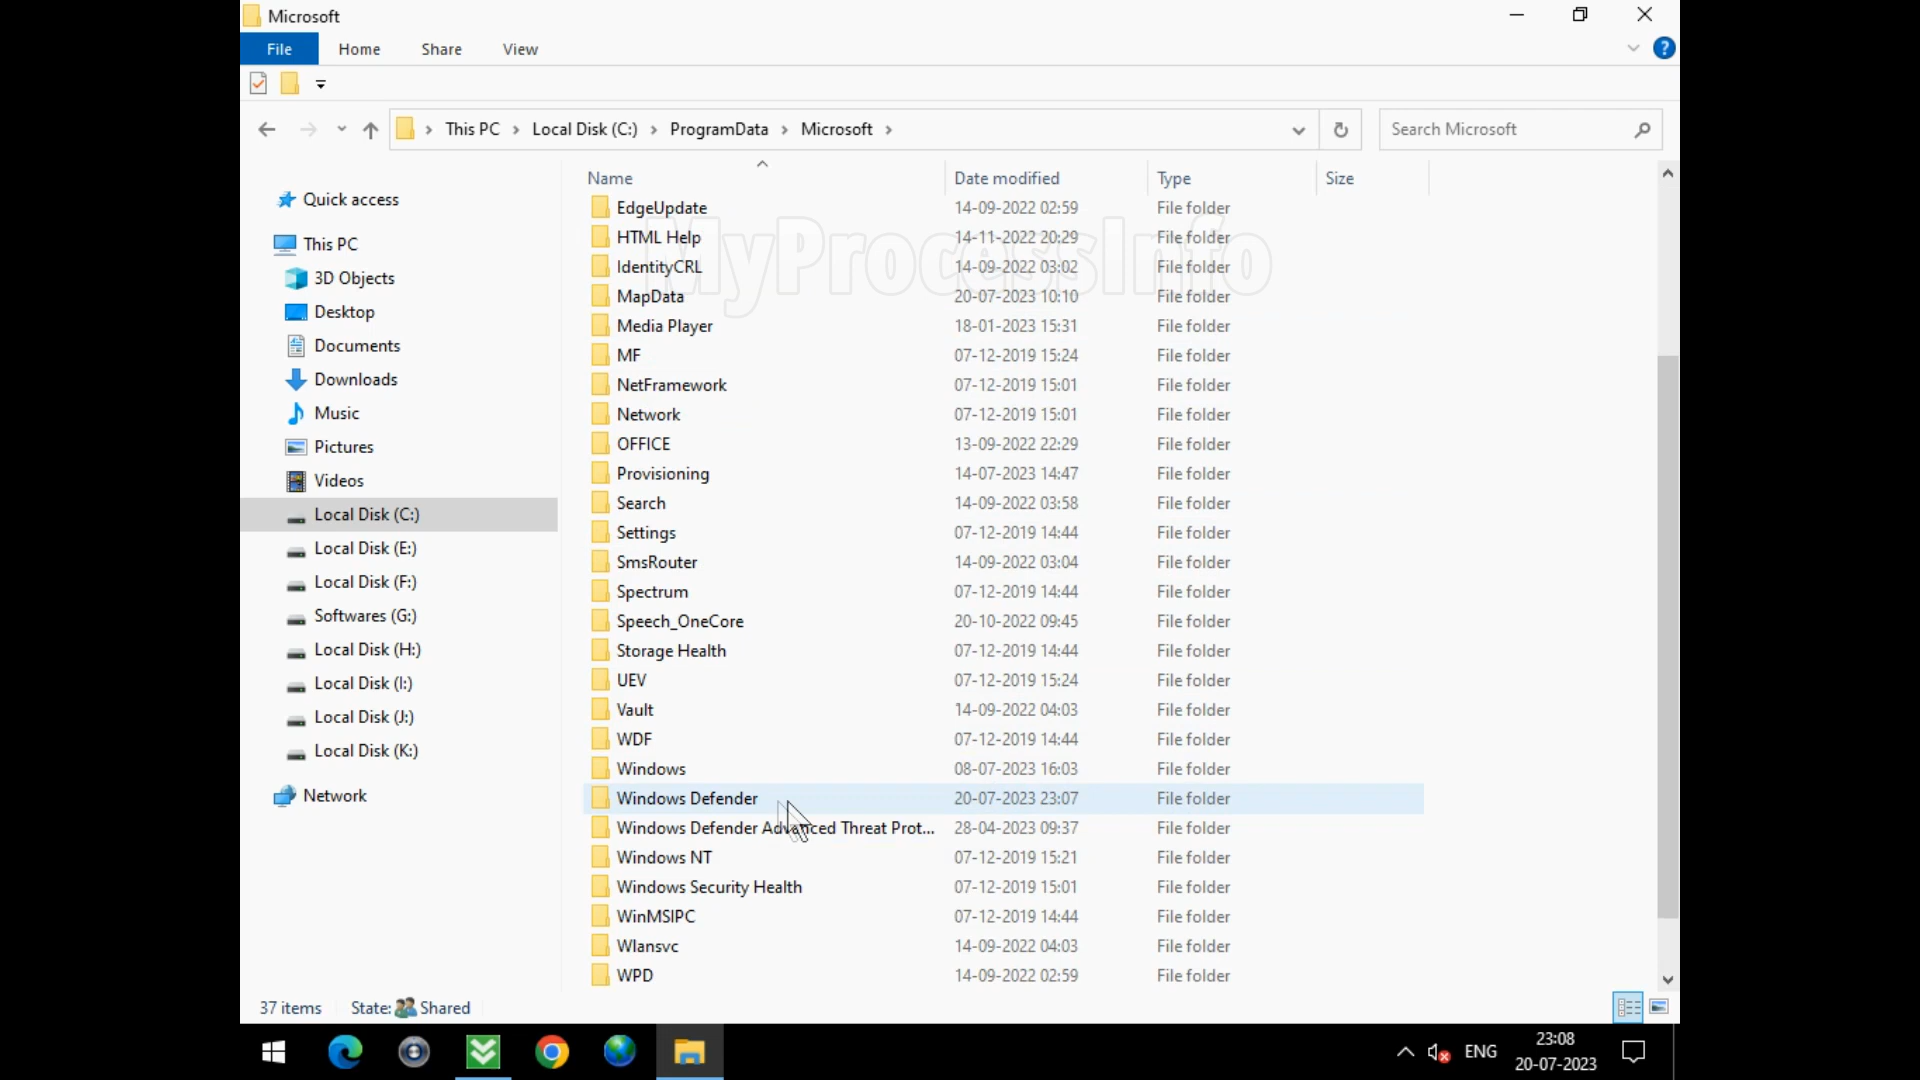 Microsoft
File Home Share View
This PC Local Disk (C:) ProgramData Microsoft
Search Microsoft
Name Date modified Type Size
Quick access
This PC
3D Objects
Desktop
Documents
Downloads
Music
Pictures
Videos
Local Disk (C:)
Local Disk (E:)
Local Disk (F:)
Softwares (G:)
Local Disk (H:)
Local Disk (I:)
Local Disk (J:)
Local Disk (K:)
Network
EdgeUpdate 14-09-2022 02:59 File folder
HTML Help 14-11-2022 20:29 File folder
IdentityCRL 14-09-2022 03:02 File folder
MapData 20-07-2023 10:10 File folder
Media Player 18-01-2023 15:31 File folder
MF 07-12-2019 15:24 File folder
NetFramework 07-12-2019 15:01 File folder
Network 07-12-2019 15:01 File folder
OFFICE 13-09-2022 22:29 File folder
Provisioning 14-07-2023 14:47 File folder
Search 14-09-2022 03:58 File folder
Settings 07-12-2019 14:44 File folder
SmsRouter 14-09-2022 03:04 File folder
Spectrum 07-12-2019 14:44 File folder
Speech_OneCore 20-10-2022 09:45 File folder
Storage Health 07-12-2019 14:44 File folder
UEV 07-12-2019 15:24 File folder
Vault 14-09-2022 04:03 File folder
WDF 07-12-2019 14:44 File folder
Windows 08-07-2023 16:03 File folder
Windows Defender 20-07-2023 23:07 File folder
Windows Defender Advanced Threat Prot... 28-04-2023 09:37 File folder
Windows NT 07-12-2019 15:21 File folder
Windows Security Health 07-12-2019 15:01 File folder
WinMSIPC 07-12-2019 14:44 File folder
Wlansvc 14-09-2022 04:03 File folder
WPD 14-09-2022 02:59 File folder
MyProcessInfo
37 items State: Shared
ENG
23:08
20-07-2023